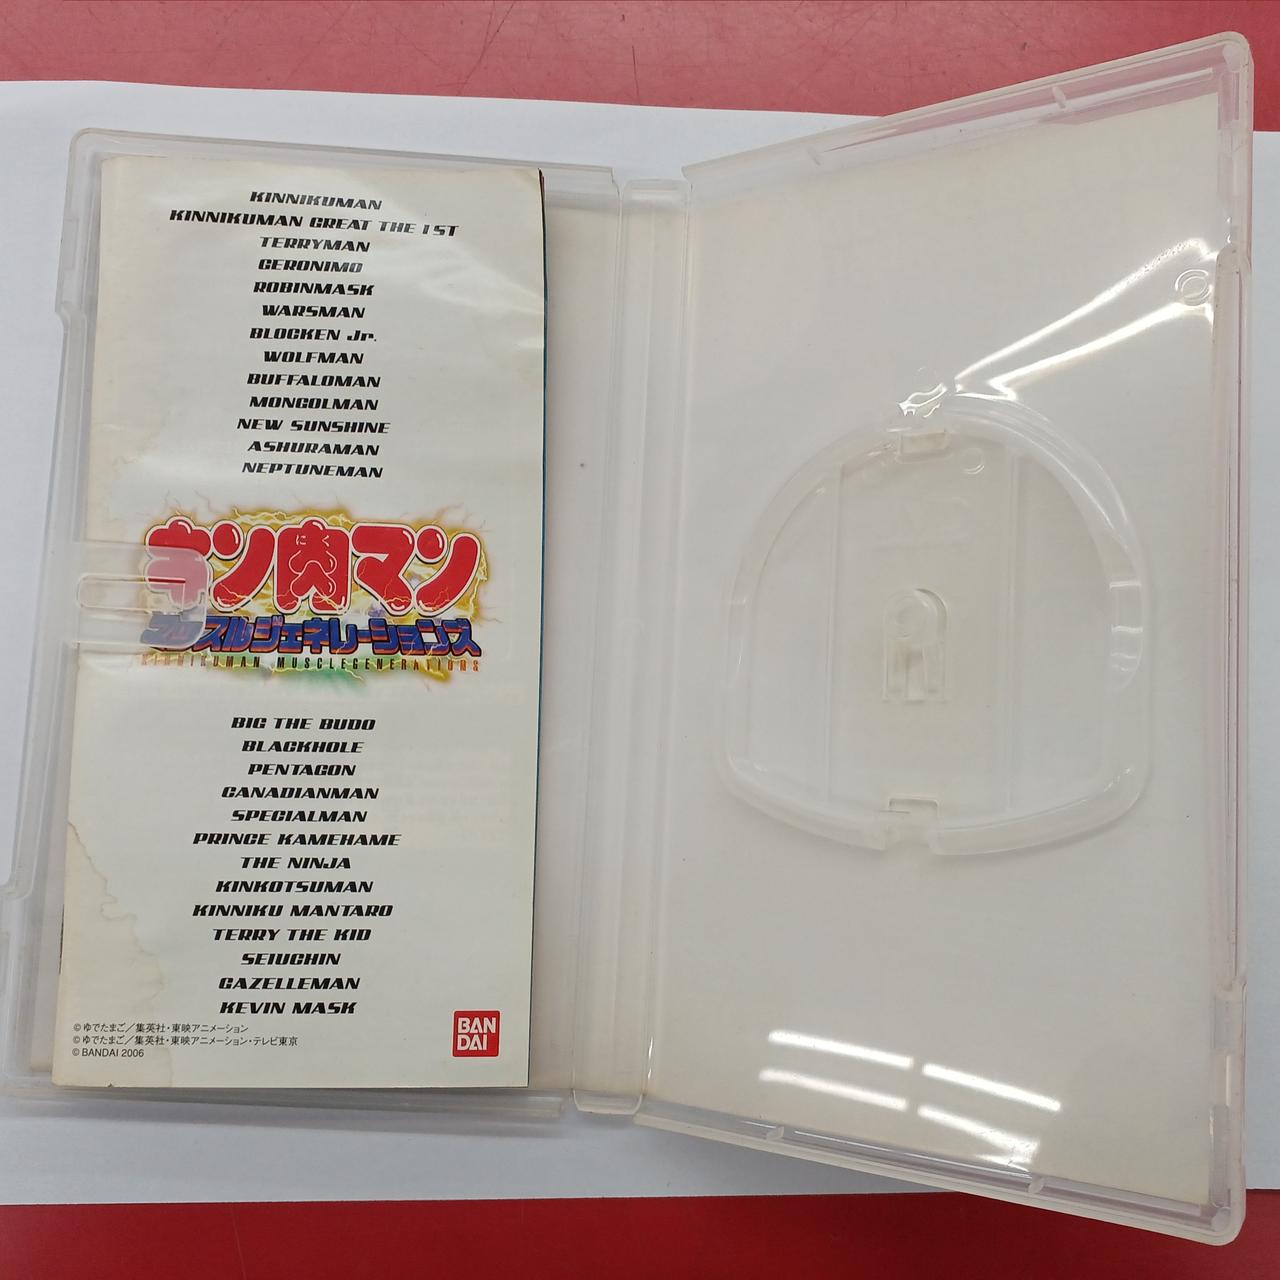 KINNIKUMAN
KINNIKUMAN GREAT THE 1ST
TERRYMAN
GERONIMO
ROBINMASK
WARSMAN
BLOCKEN Jr.
WOLFMAN
BUFFALOMAN
MONGOLMAN
NEW SUNSHINE
ASHURAMAN
NEPTUNEMAN
キン肉マン
にく
マッスルジェネレーションズ
KINNIKUMAN MUSCLEGENERATIONS
BIG THE BUDO
BLACKHOLE
PENTAGON
CANADIANMAN
SPECIALMAN
PRINCE KAMEHAME
THE NINJA
KINKOTSUMAN
KINNIKU MANTARO
TERRY THE KID
SEIUCHIN
GAZELLEMAN
KEVIN MASK
©ゆでたまご／集英社・東映アニメーション
©ゆでたまご／集英社・東映アニメーション・テレビ東京
©BANDAI 2006
BAN
DAI